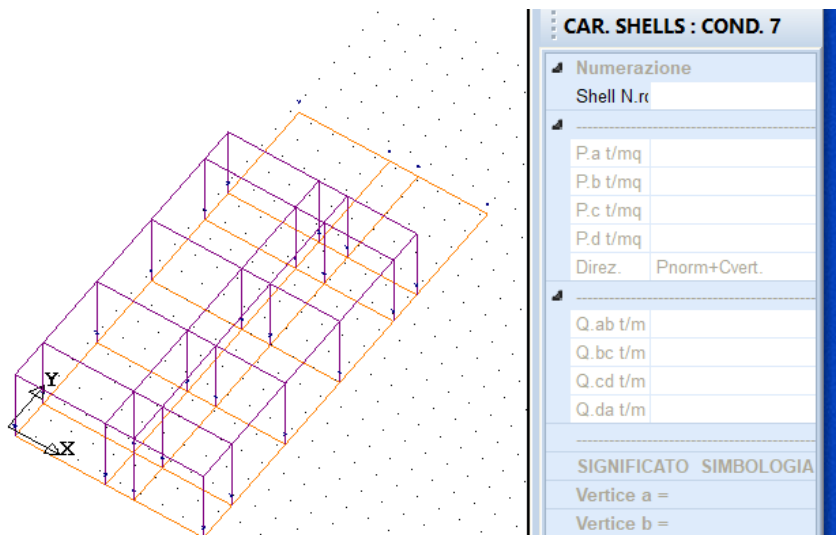 CAR. SHELLS : COND. 7
Numerazione
Shell N.ro
P.a t/mq
P.b t/mq
P.c t/mq
P.d t/mq
Direz. Pnorm+Cvert.
Q.ab t/m
Q.bc t/m
Q.cd t/m
Q.da t/m
SIGNIFICATO SIMBOLOGIA
Vertice a =
Vertice b =
Y
X